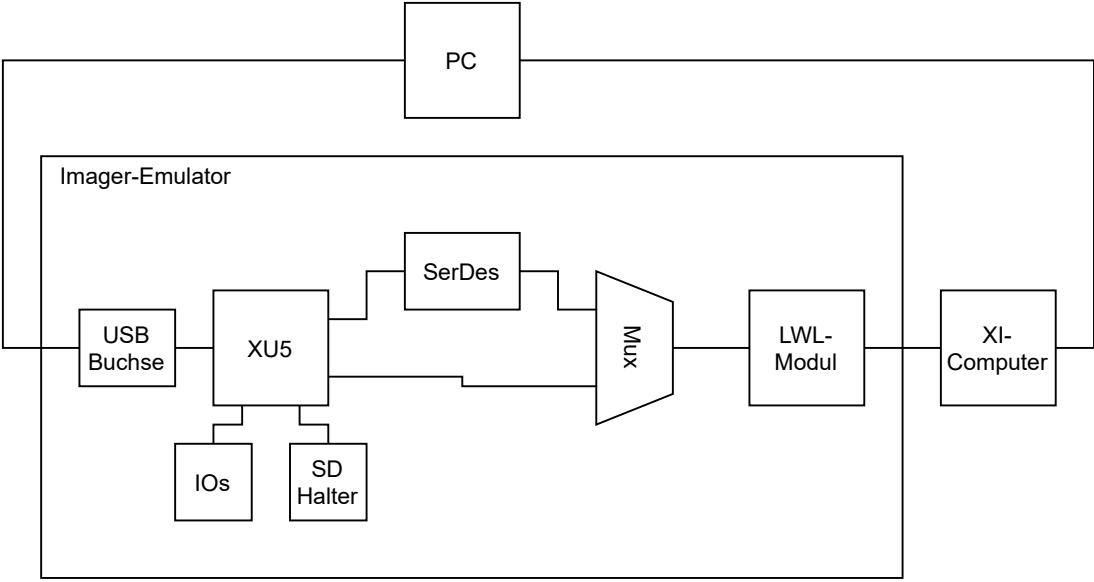 PC
Imager-Emulator
SerDes
USB
Buchse
XU5
Mux
LWL-
Modul
XI-
Computer
IOs
SD
Halter